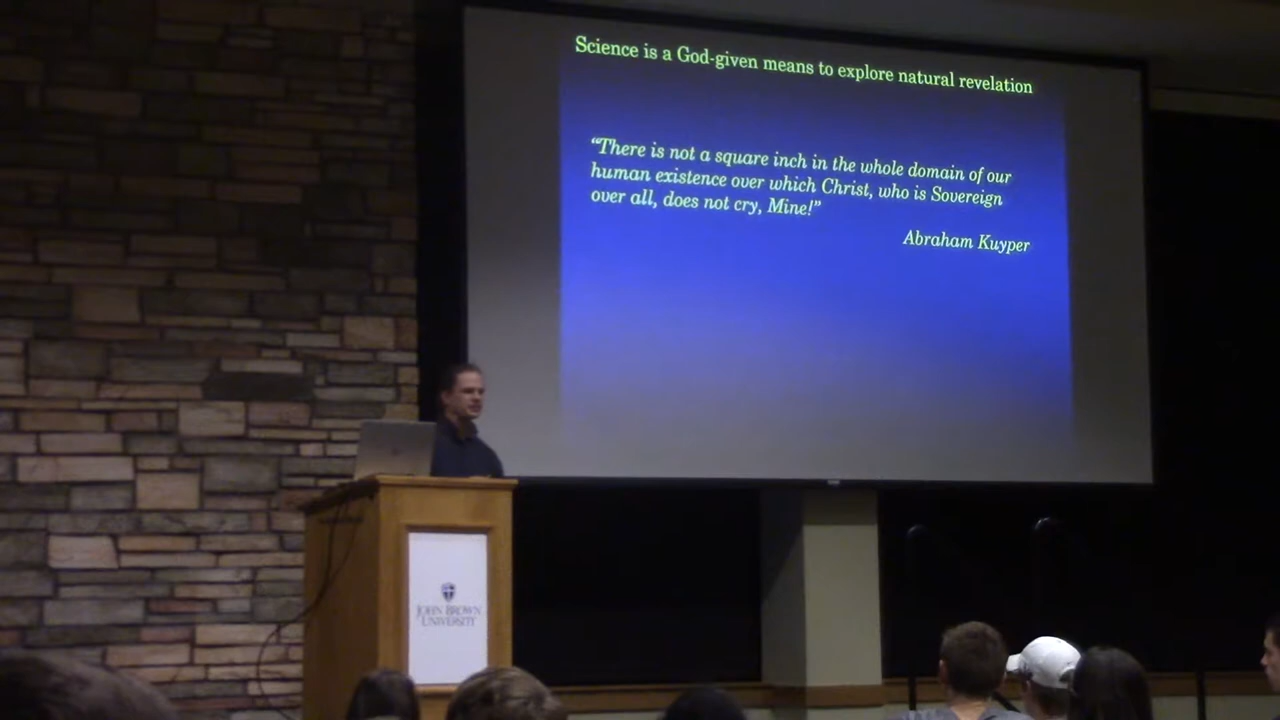 Science is a God-given means to explore natural revelation
“There is not a square inch in the whole domain of our
human existence over which Christ, who is Sovereign
over all, does not cry, Mine!”
Abraham Kuyper
JOHN BROWN
UNIVERSITY